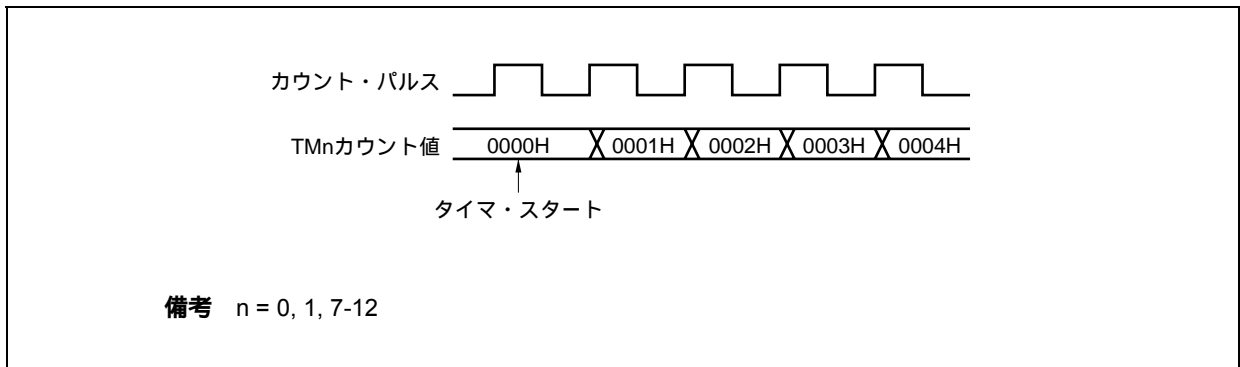 カウント・パルス
TMnカウント値 0000H 0001H 0002H 0003H 0004H
タイマ・スタート
備考 n = 0, 1, 7-12